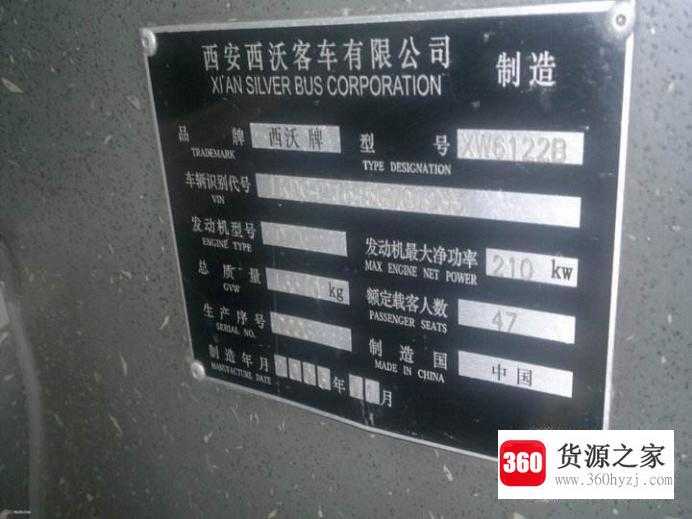 西安西沃客车有限公司 制造
XI'AN SILVER BUS CORPORATION
品牌 西沃牌 型号 XW6122B
TRADEMARK TYPE DESIGNATION
车辆识别代号
VIN
发动机型号 发动机最大净功率 210 kw
ENGINE TYPE MAX ENGINE NET POWER
总质量 kg 额定载客人数 47
GVW PASSENGER SEATS
生产序号 制造国 中国
SERIAL NO. MADE IN CHINA
制造年月 年 月
MANUFACTURE DATE
360 货源之家
www.360hyzj.com